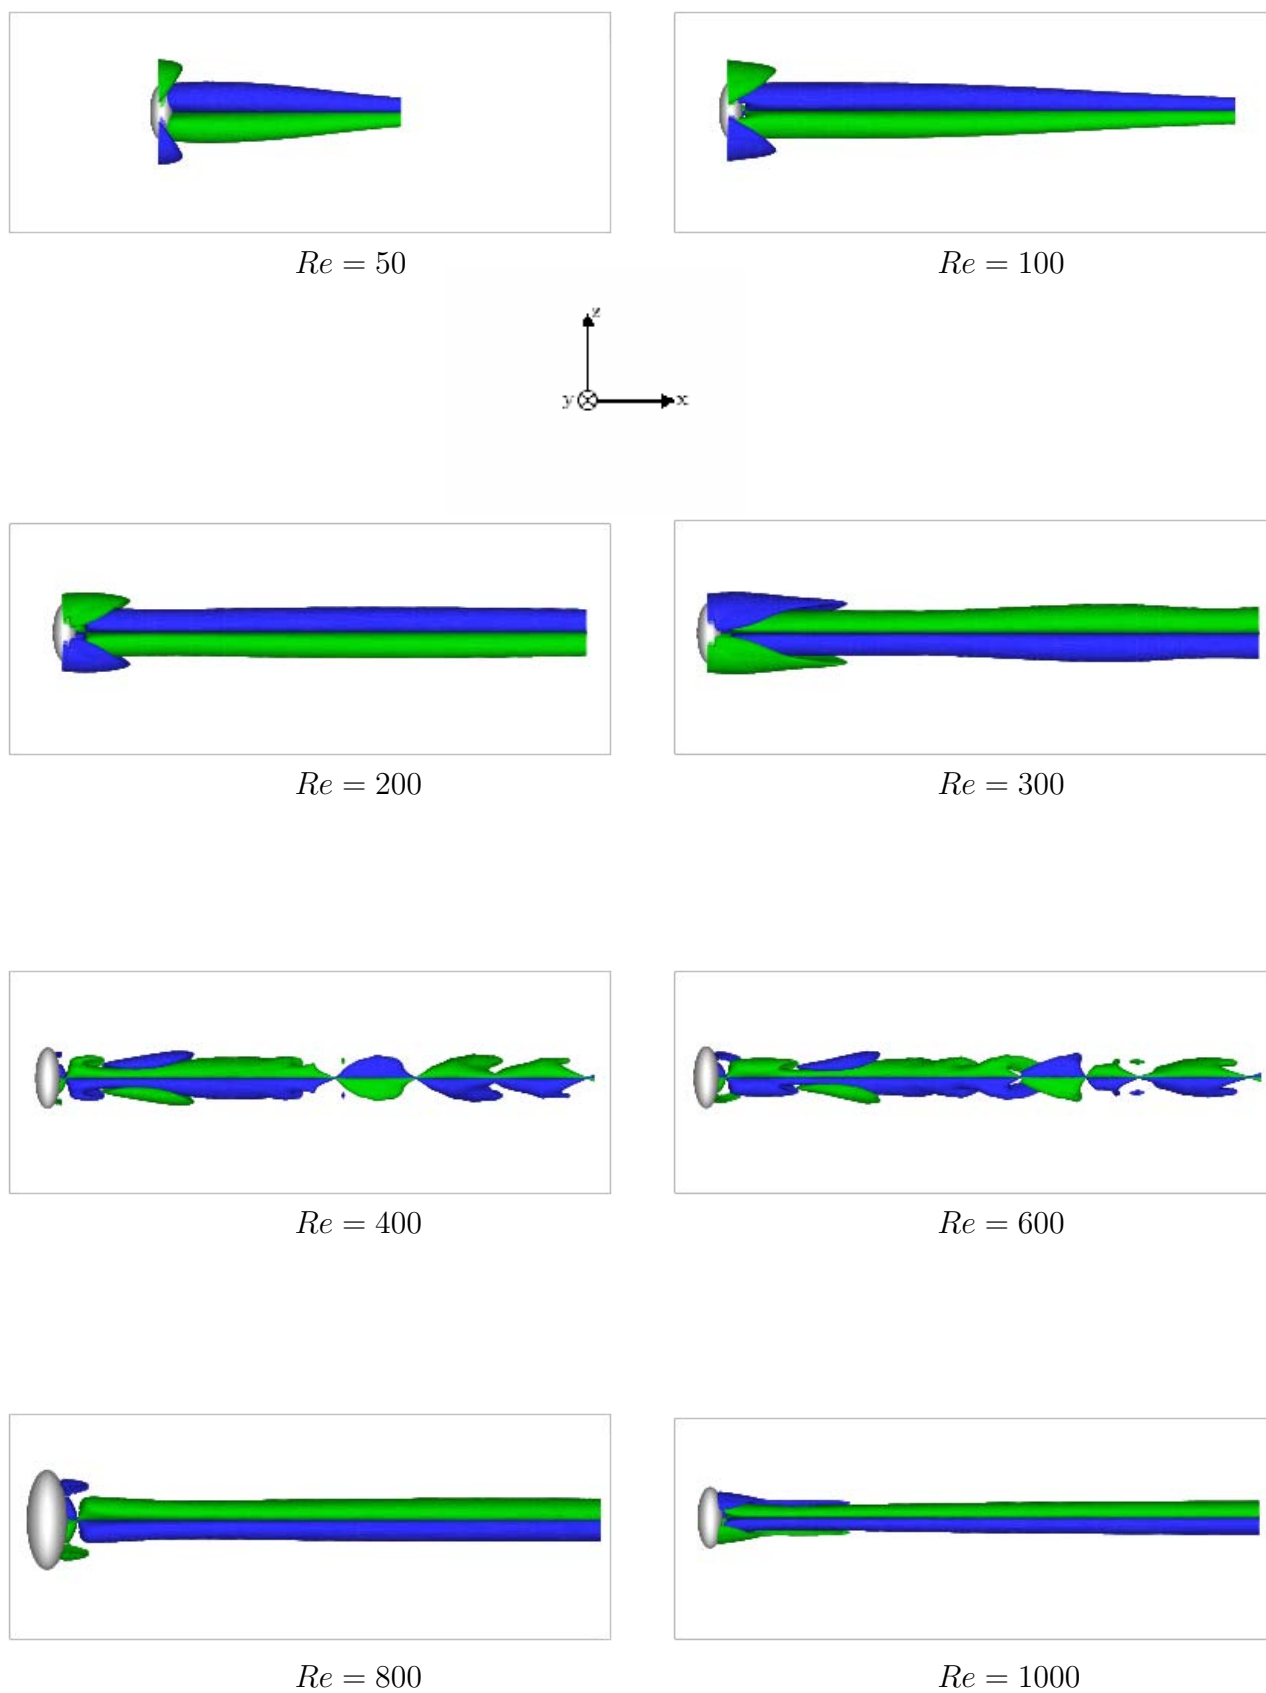 Re = 50
Re = 100
z
y x
Re = 200
Re = 300
Re = 400
Re = 600
Re = 800
Re = 1000